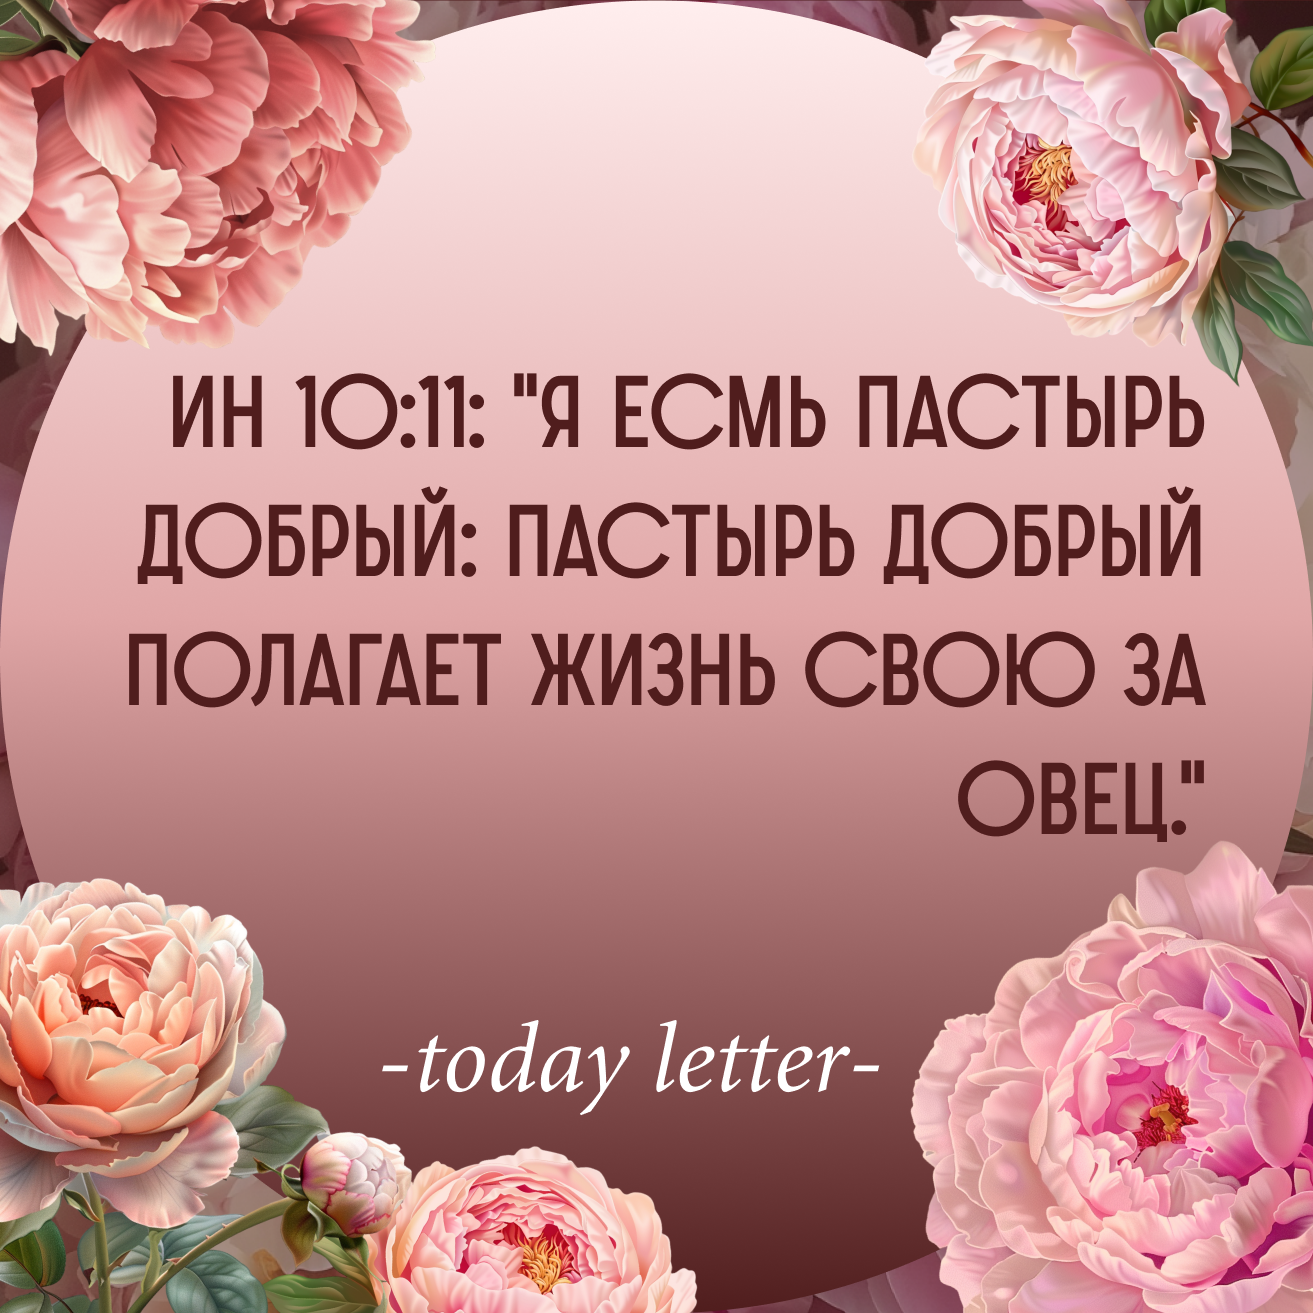 ИН 10:11: "Я ЕСМЬ ПАСТЫРЬ
ДОБРЫЙ: ПАСТЫРЬ ДОБРЫЙ
ПОЛАГАЕТ ЖИЗНЬ СВОЮ ЗА
ОВЕЦ."
-today letter-